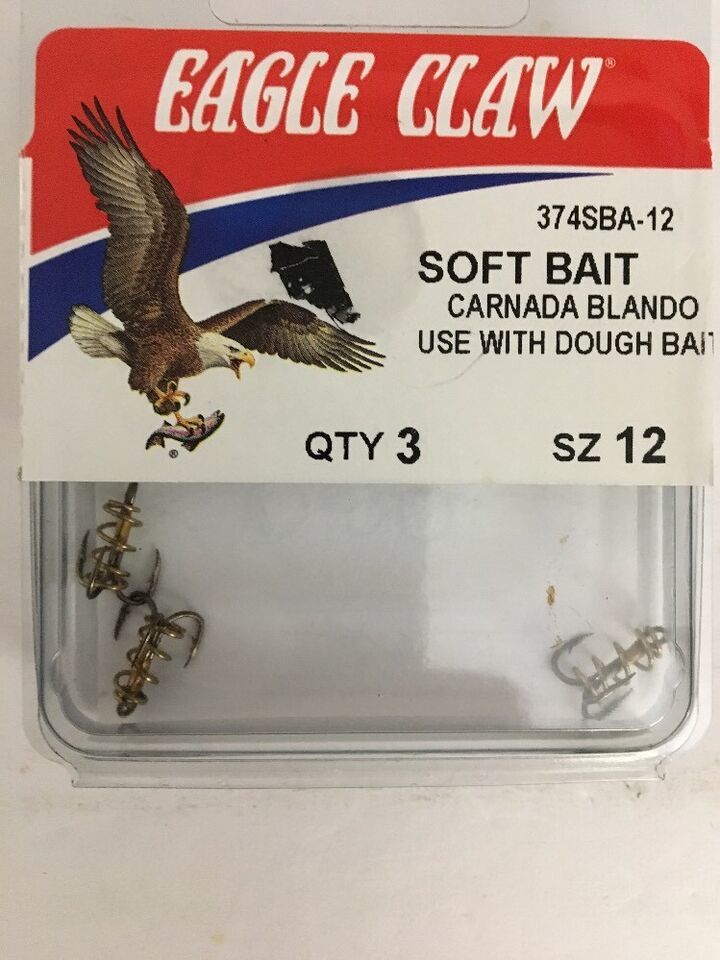 EAGLE CLAW®
374SBA-12
SOFT BAIT
CARNADA BLANDO
USE WITH DOUGH BAIT
QTY 3 SZ 12
®